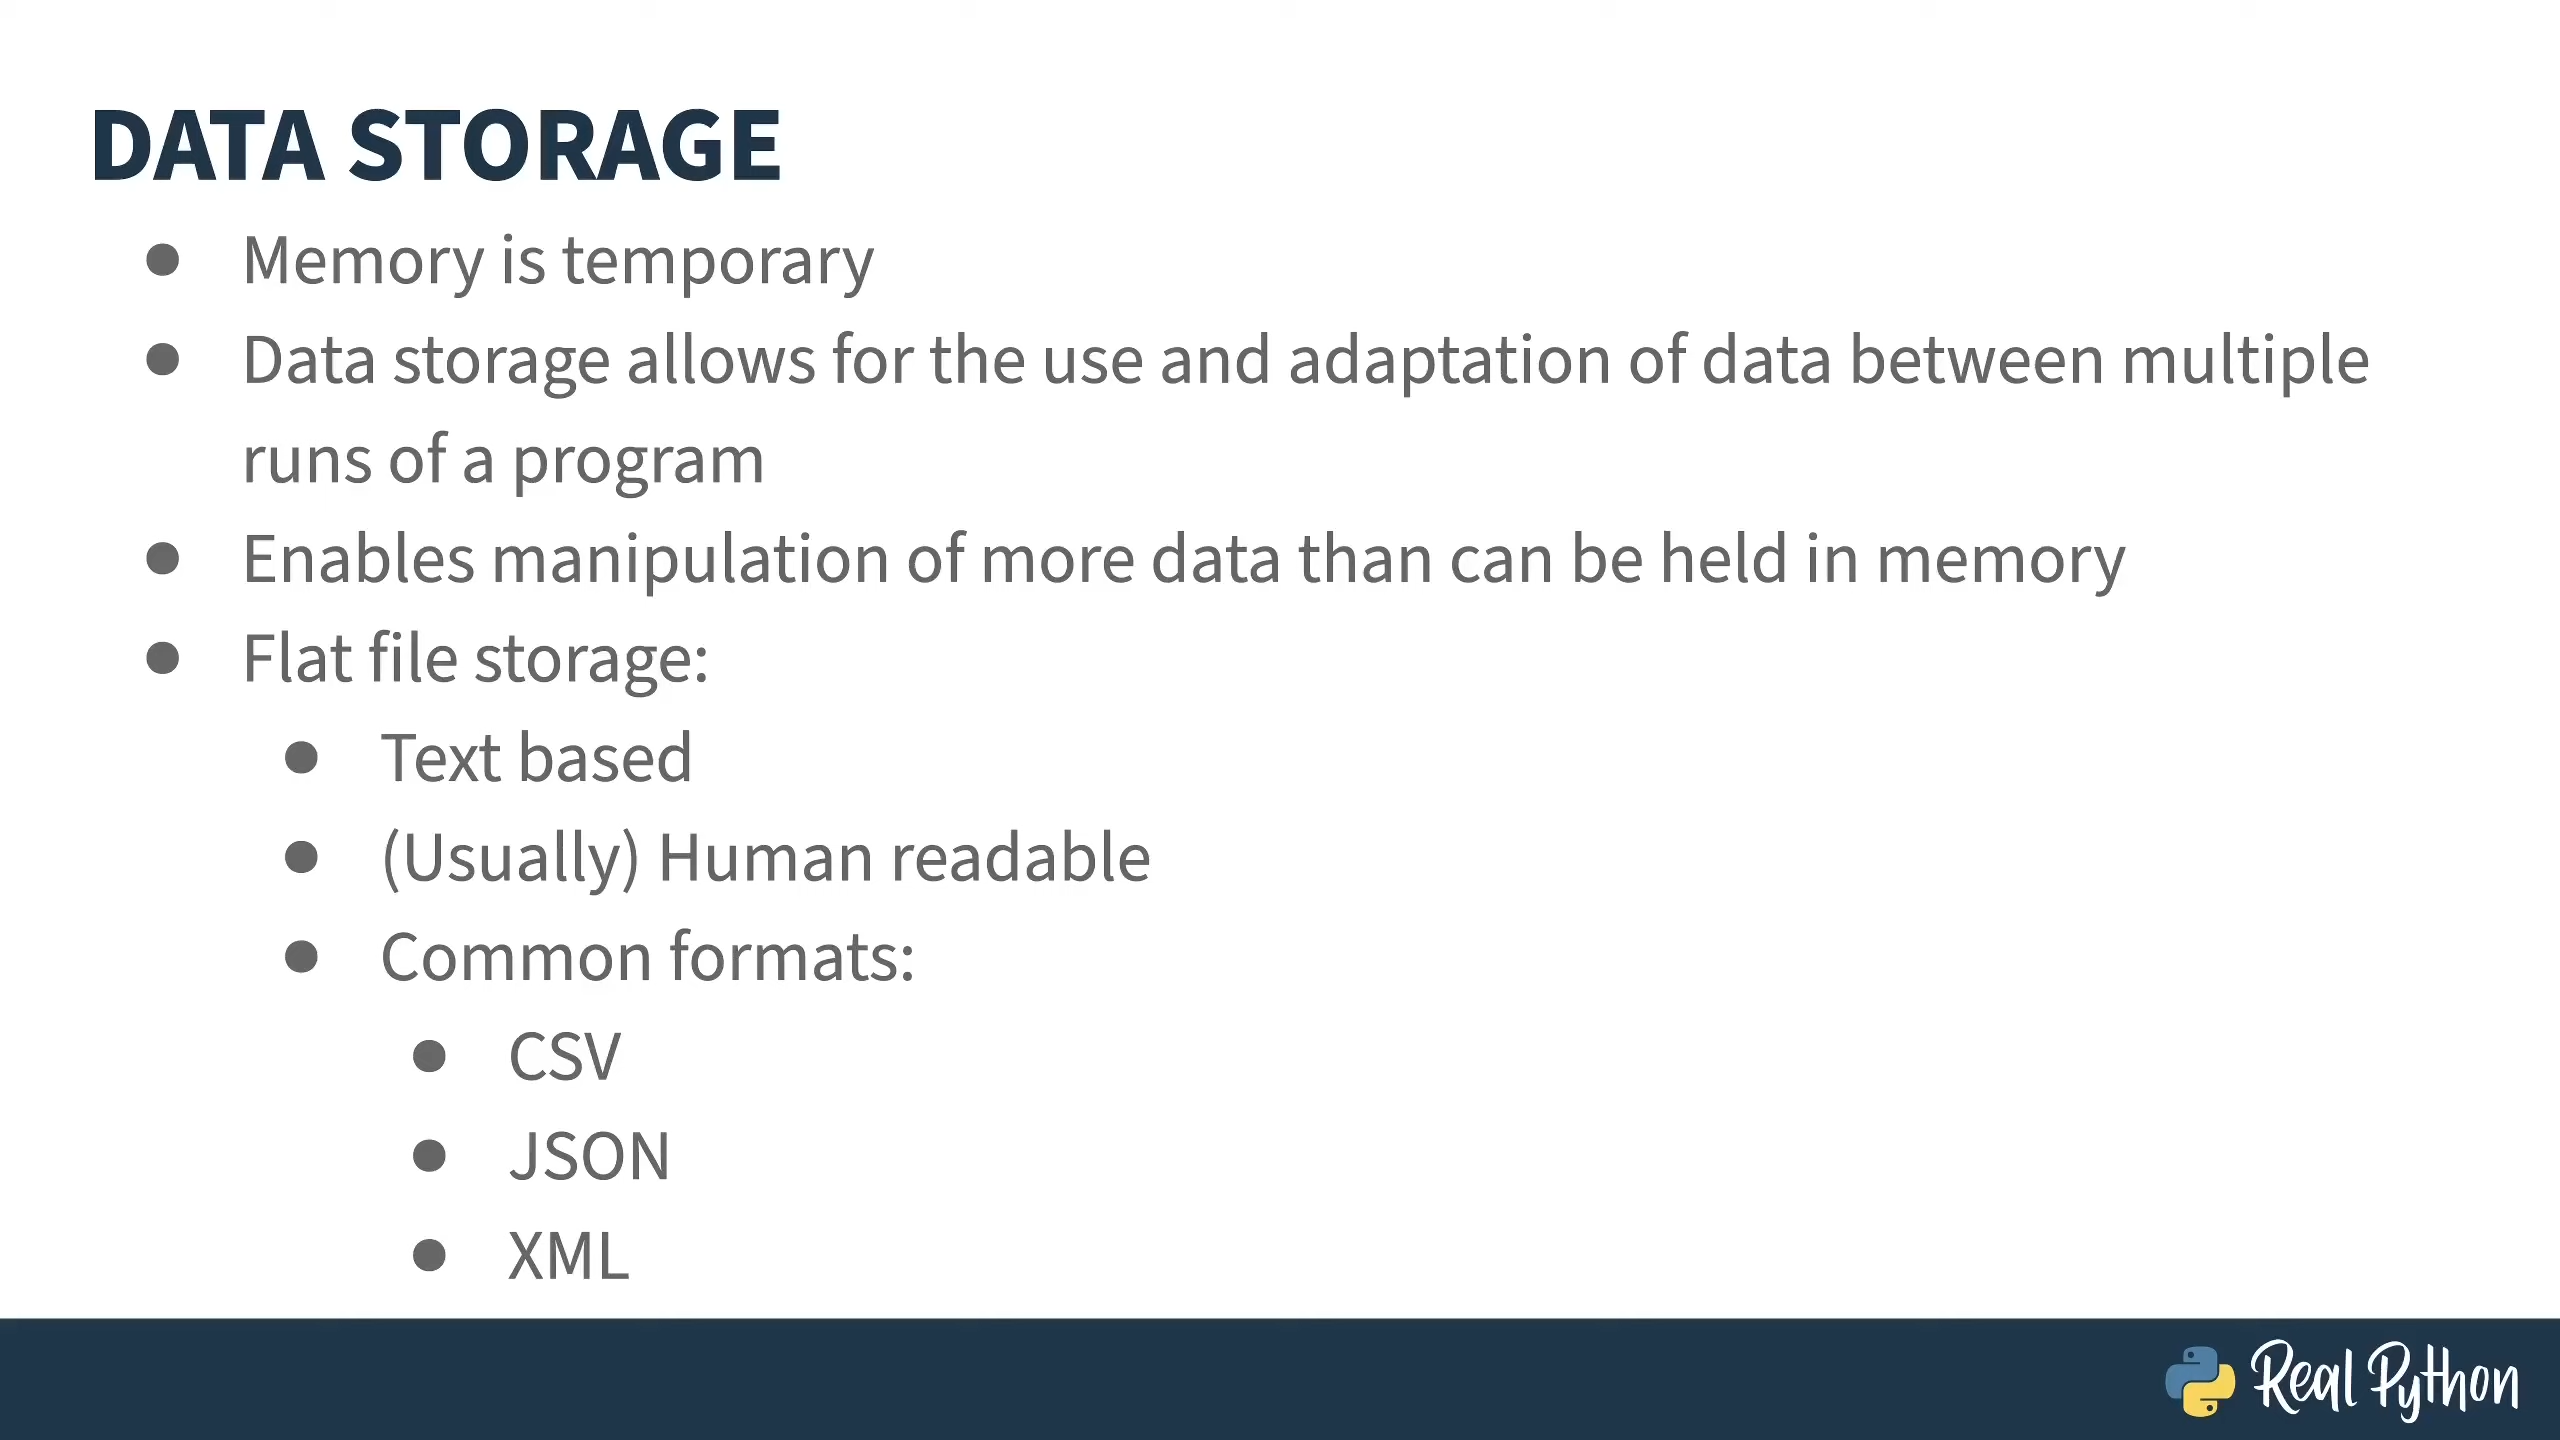 DATA STORAGE
● Memory is temporary
● Data storage allows for the use and adaptation of data between multiple
runs of a program
● Enables manipulation of more data than can be held in memory
● Flat file storage:
● Text based
● (Usually) Human readable
● Common formats:
● CSV
● JSON
● XML
Real Python